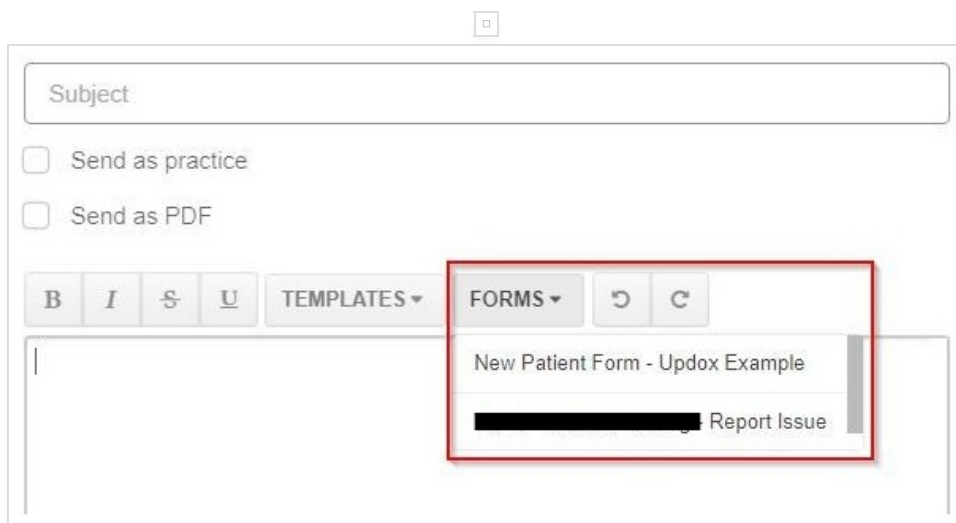 Subject
Send as practice
Send as PDF
B I S U TEMPLATES FORMS
New Patient Form - Updox Example
- Report Issue